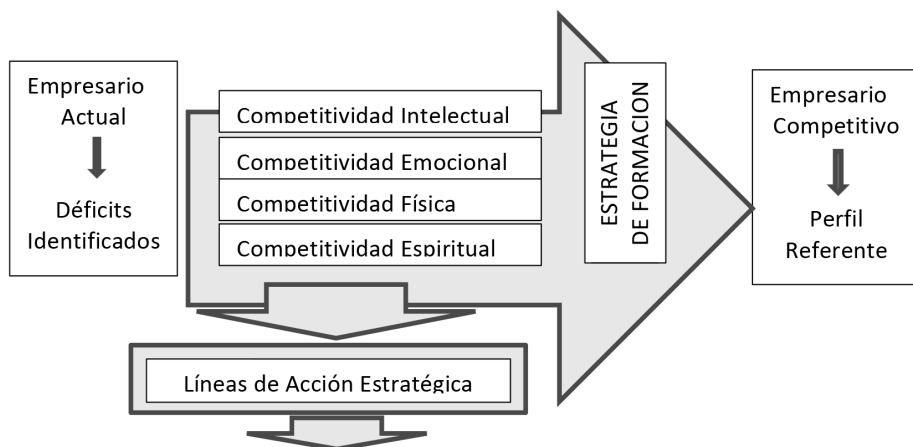 Empresario
Actual
Déficits
Identificados
Competitividad Intelectual
Competitividad Emocional
Competitividad Física
Competitividad Espiritual
ESTRATEGIA
DE FORMACION
Empresario
Competitivo
Perfil
Referente
Líneas de Acción Estratégica